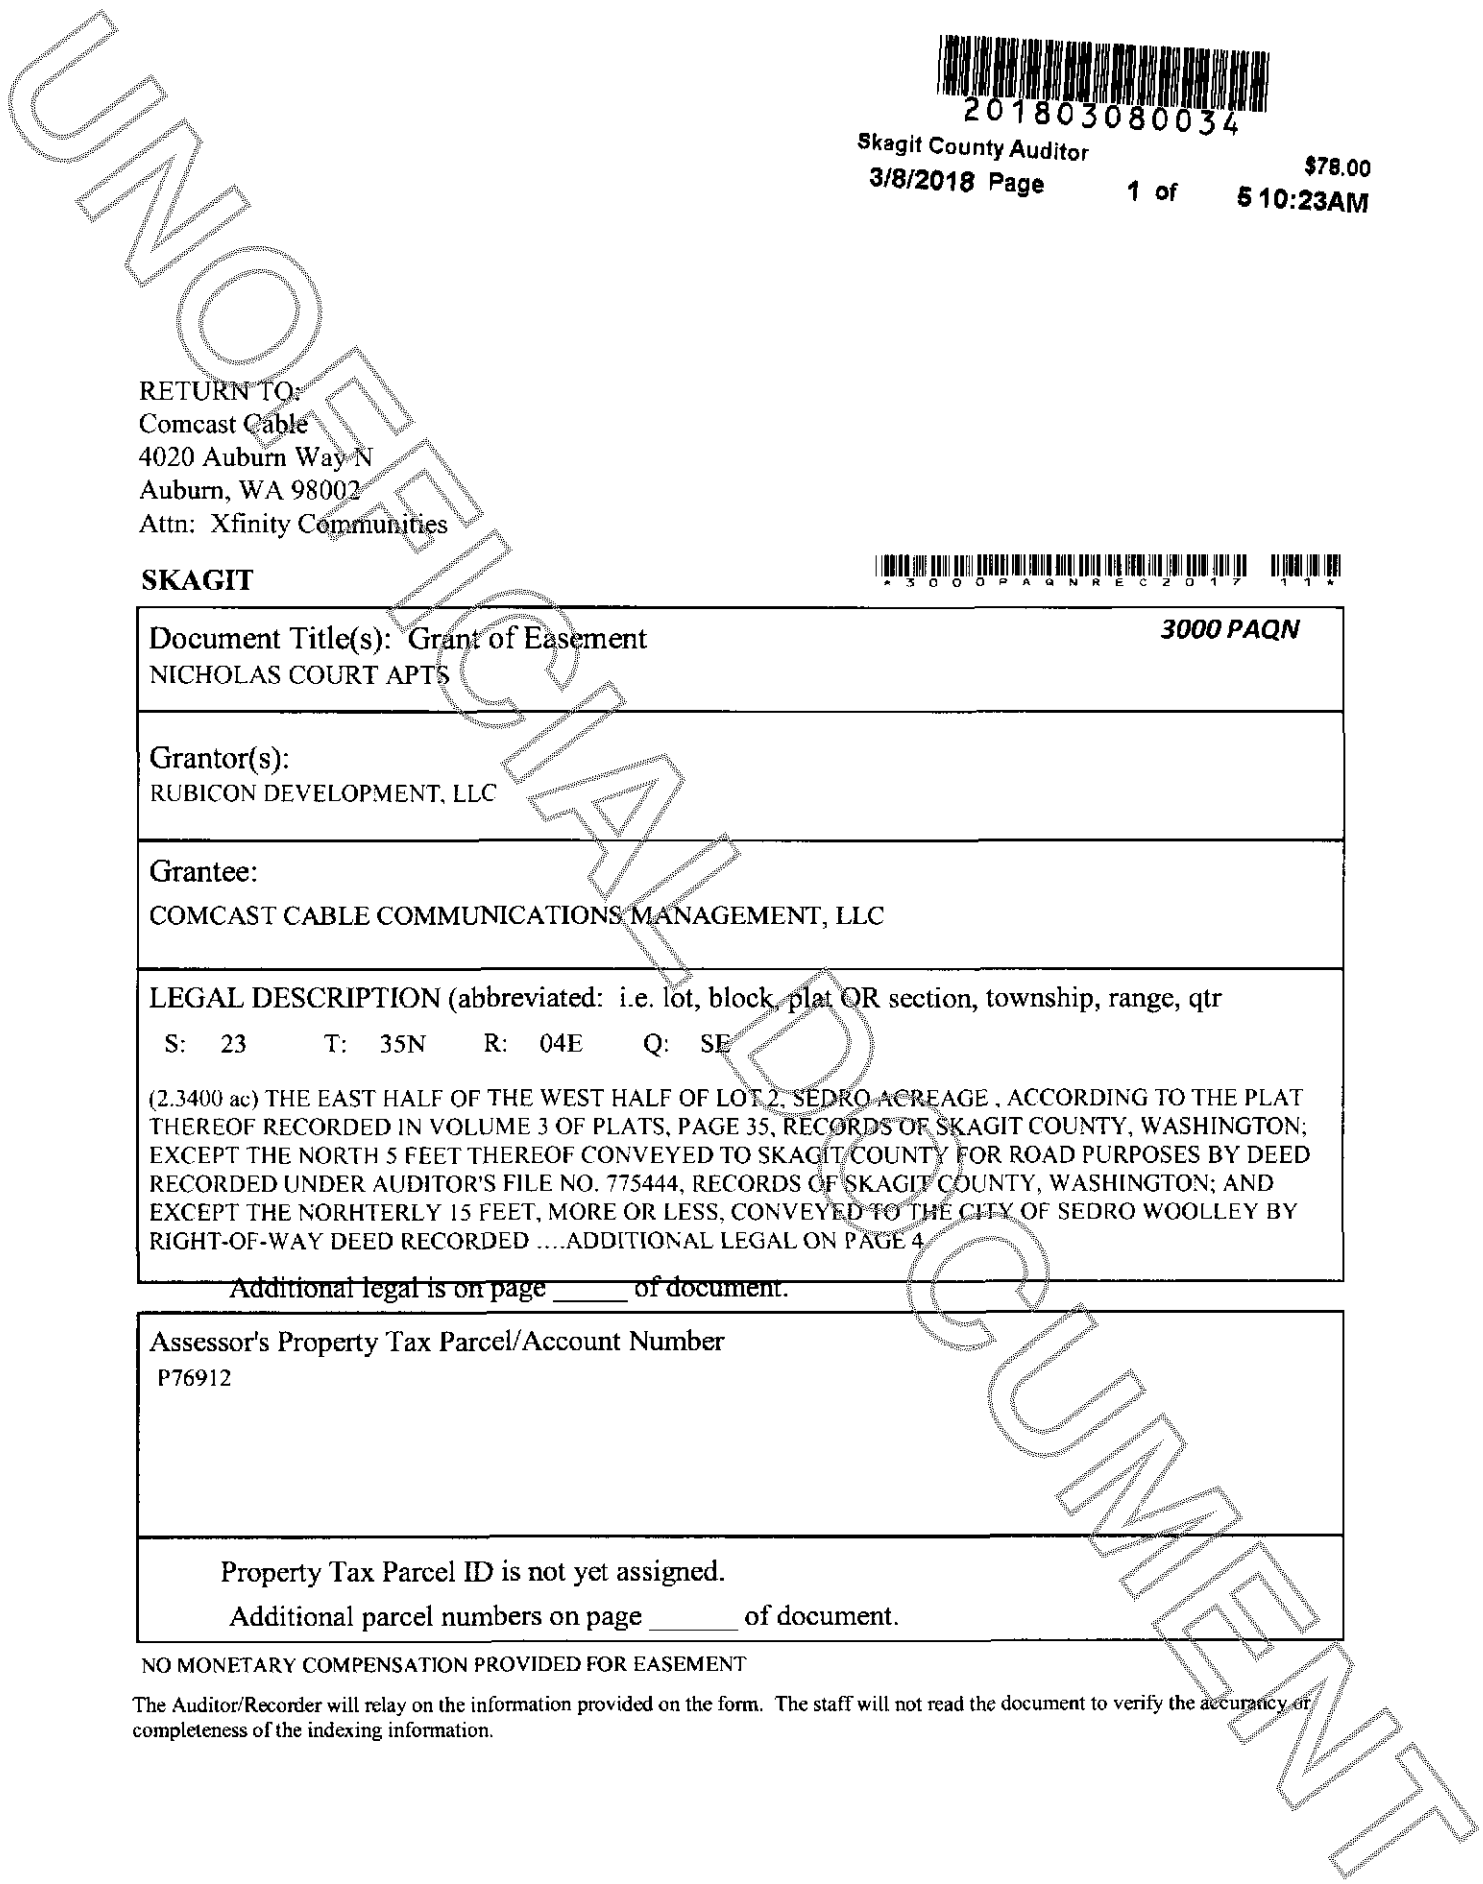 201803080034
Skagit County Auditor $78.00
3/8/2018 Page 1 of 5 10:23AM
RETURN TO:
Comcast Cable
4020 Auburn Way N
Auburn, WA 98002
Attn: Xfinity Communities
SKAGIT
*3000PAQNREC2017 11*
Document Title(s): Grant of Easement 3000 PAQN
NICHOLAS COURT APTS
Grantor(s):
RUBICON DEVELOPMENT, LLC
Grantee:
COMCAST CABLE COMMUNICATIONS MANAGEMENT, LLC
LEGAL DESCRIPTION (abbreviated: i.e. lot, block, plat OR section, township, range, qtr
S: 23 T: 35N R: 04E Q: SE
(2.3400 ac) THE EAST HALF OF THE WEST HALF OF LOT 2, SEDRO ACREAGE , ACCORDING TO THE PLAT
THEREOF RECORDED IN VOLUME 3 OF PLATS, PAGE 35, RECORDS OF SKAGIT COUNTY, WASHINGTON;
EXCEPT THE NORTH 5 FEET THEREOF CONVEYED TO SKAGIT COUNTY FOR ROAD PURPOSES BY DEED
RECORDED UNDER AUDITOR'S FILE NO. 775444, RECORDS OF SKAGIT COUNTY, WASHINGTON; AND
EXCEPT THE NORHTERLY 15 FEET, MORE OR LESS, CONVEYED TO THE CITY OF SEDRO WOOLLEY BY
RIGHT-OF-WAY DEED RECORDED ....ADDITIONAL LEGAL ON PAGE 4
Additional legal is on page _____ of document.
Assessor's Property Tax Parcel/Account Number
P76912
Property Tax Parcel ID is not yet assigned.
Additional parcel numbers on page ______ of document.
NO MONETARY COMPENSATION PROVIDED FOR EASEMENT
The Auditor/Recorder will relay on the information provided on the form. The staff will not read the document to verify the accurancy or
completeness of the indexing information.
UNOFFICIAL DOCUMENT